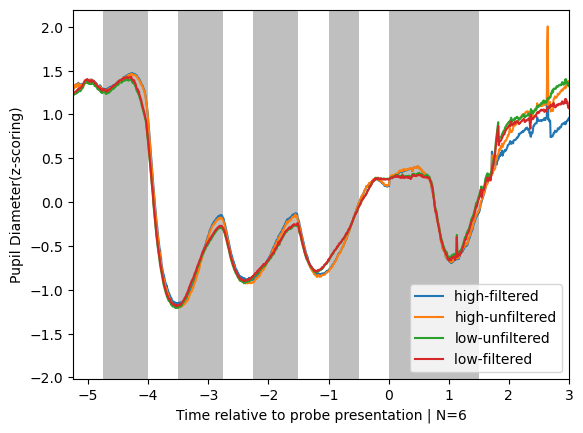 2.0
1.5
1.0
0.5
0.0
−0.5
−1.0
−1.5
−2.0
Pupil Diameter(z-scoring)
high-filtered
high-unfiltered
low-unfiltered
low-filtered
−5 −4 −3 −2 −1 0 1 2 3
Time relative to probe presentation | N=6